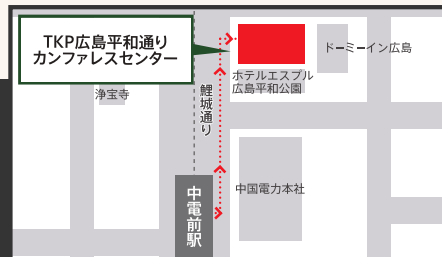 TKP広島平和通り
カンファレスセンター
ドーミーイン広島
ホテルエスプル
広島平和公園
浄宝寺
鯉城通り
中国電力本社
中電前駅